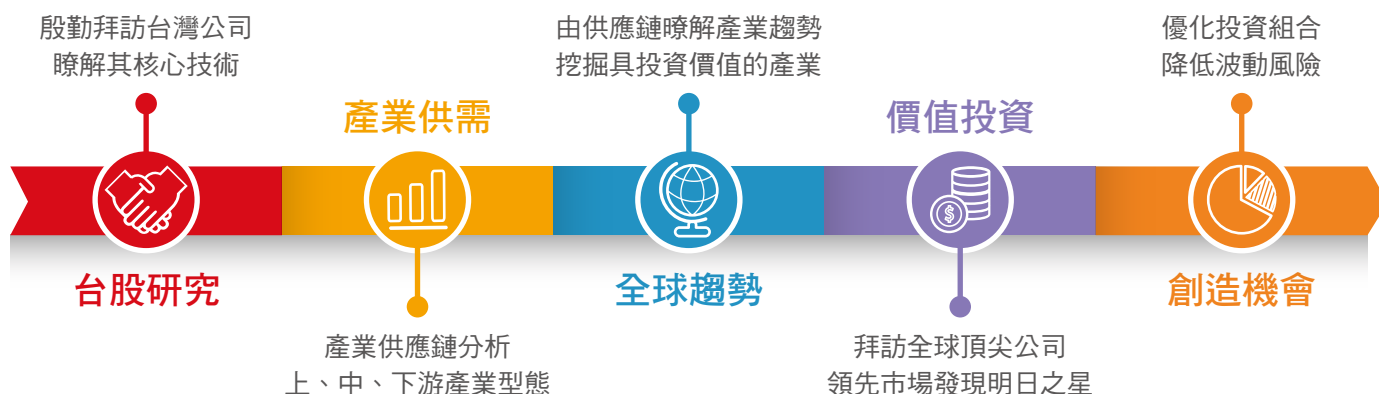 殷勤拜訪台灣公司
瞭解其核心技術
台股研究
產業供需
產業供應鏈分析
上、中、下游產業型態
由供應鏈瞭解產業趨勢
挖掘具投資價值的產業
全球趨勢
價值投資
$
拜訪全球頂尖公司
領先市場發現明日之星
優化投資組合
降低波動風險
創造機會